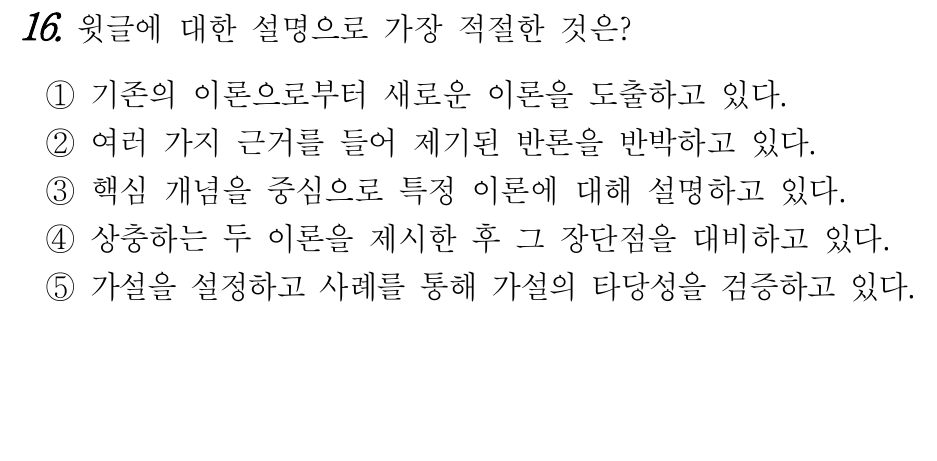 16. 윗글에 대한 설명으로 가장 적절한 것은?
① 기존의 이론으로부터 새로운 이론을 도출하고 있다.
② 여러 가지 근거를 들어 제기된 반론을 반박하고 있다.
③ 핵심 개념을 중심으로 특정 이론에 대해 설명하고 있다.
④ 상충하는 두 이론을 제시한 후 그 장단점을 대비하고 있다.
⑤ 가설을 설정하고 사례를 통해 가설의 타당성을 검증하고 있다.